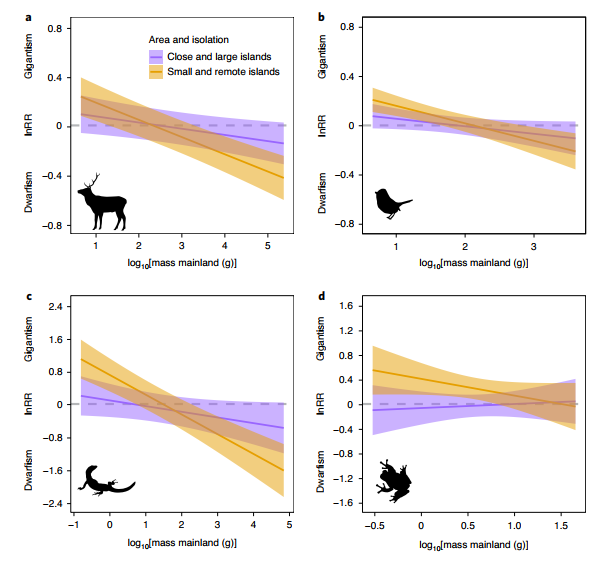 a
Gigantism
lnRR
Dwarfism
0.8
0.4
0
−0.4
−0.8
Area and isolation
Close and large islands
Small and remote islands
1
2
3
4
5
log10[mass mainland (g)]
b
Gigantism
lnRR
Dwarfism
0.8
0.4
0
−0.4
−0.8
1
2
3
log10[mass mainland (g)]
c
Gigantism
lnRR
Dwarfism
2.4
1.6
0.8
0
−0.8
−1.6
−2.4
−1
0
1
2
3
4
5
log10[mass mainland (g)]
d
Gigantism
lnRR
Dwarfism
1.6
1.2
0.8
0.4
0
−0.4
−0.8
−1.2
−1.6
−0.5
0
0.5
1.0
1.5
log10[mass mainland (g)]